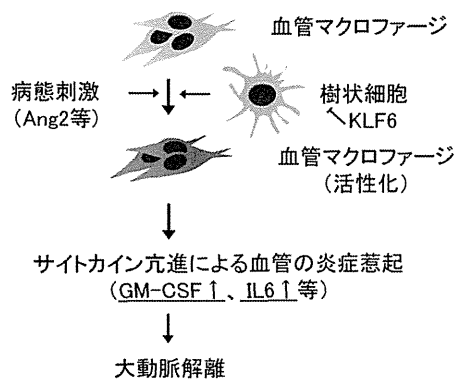 血管マクロファージ
病態刺激
(Ang2等)
樹状細胞
KLF6
血管マクロファージ
(活性化)
サイトカイン亢進による血管の炎症惹起
(GM-CSF↑、IL6↑等)
大動脈解離